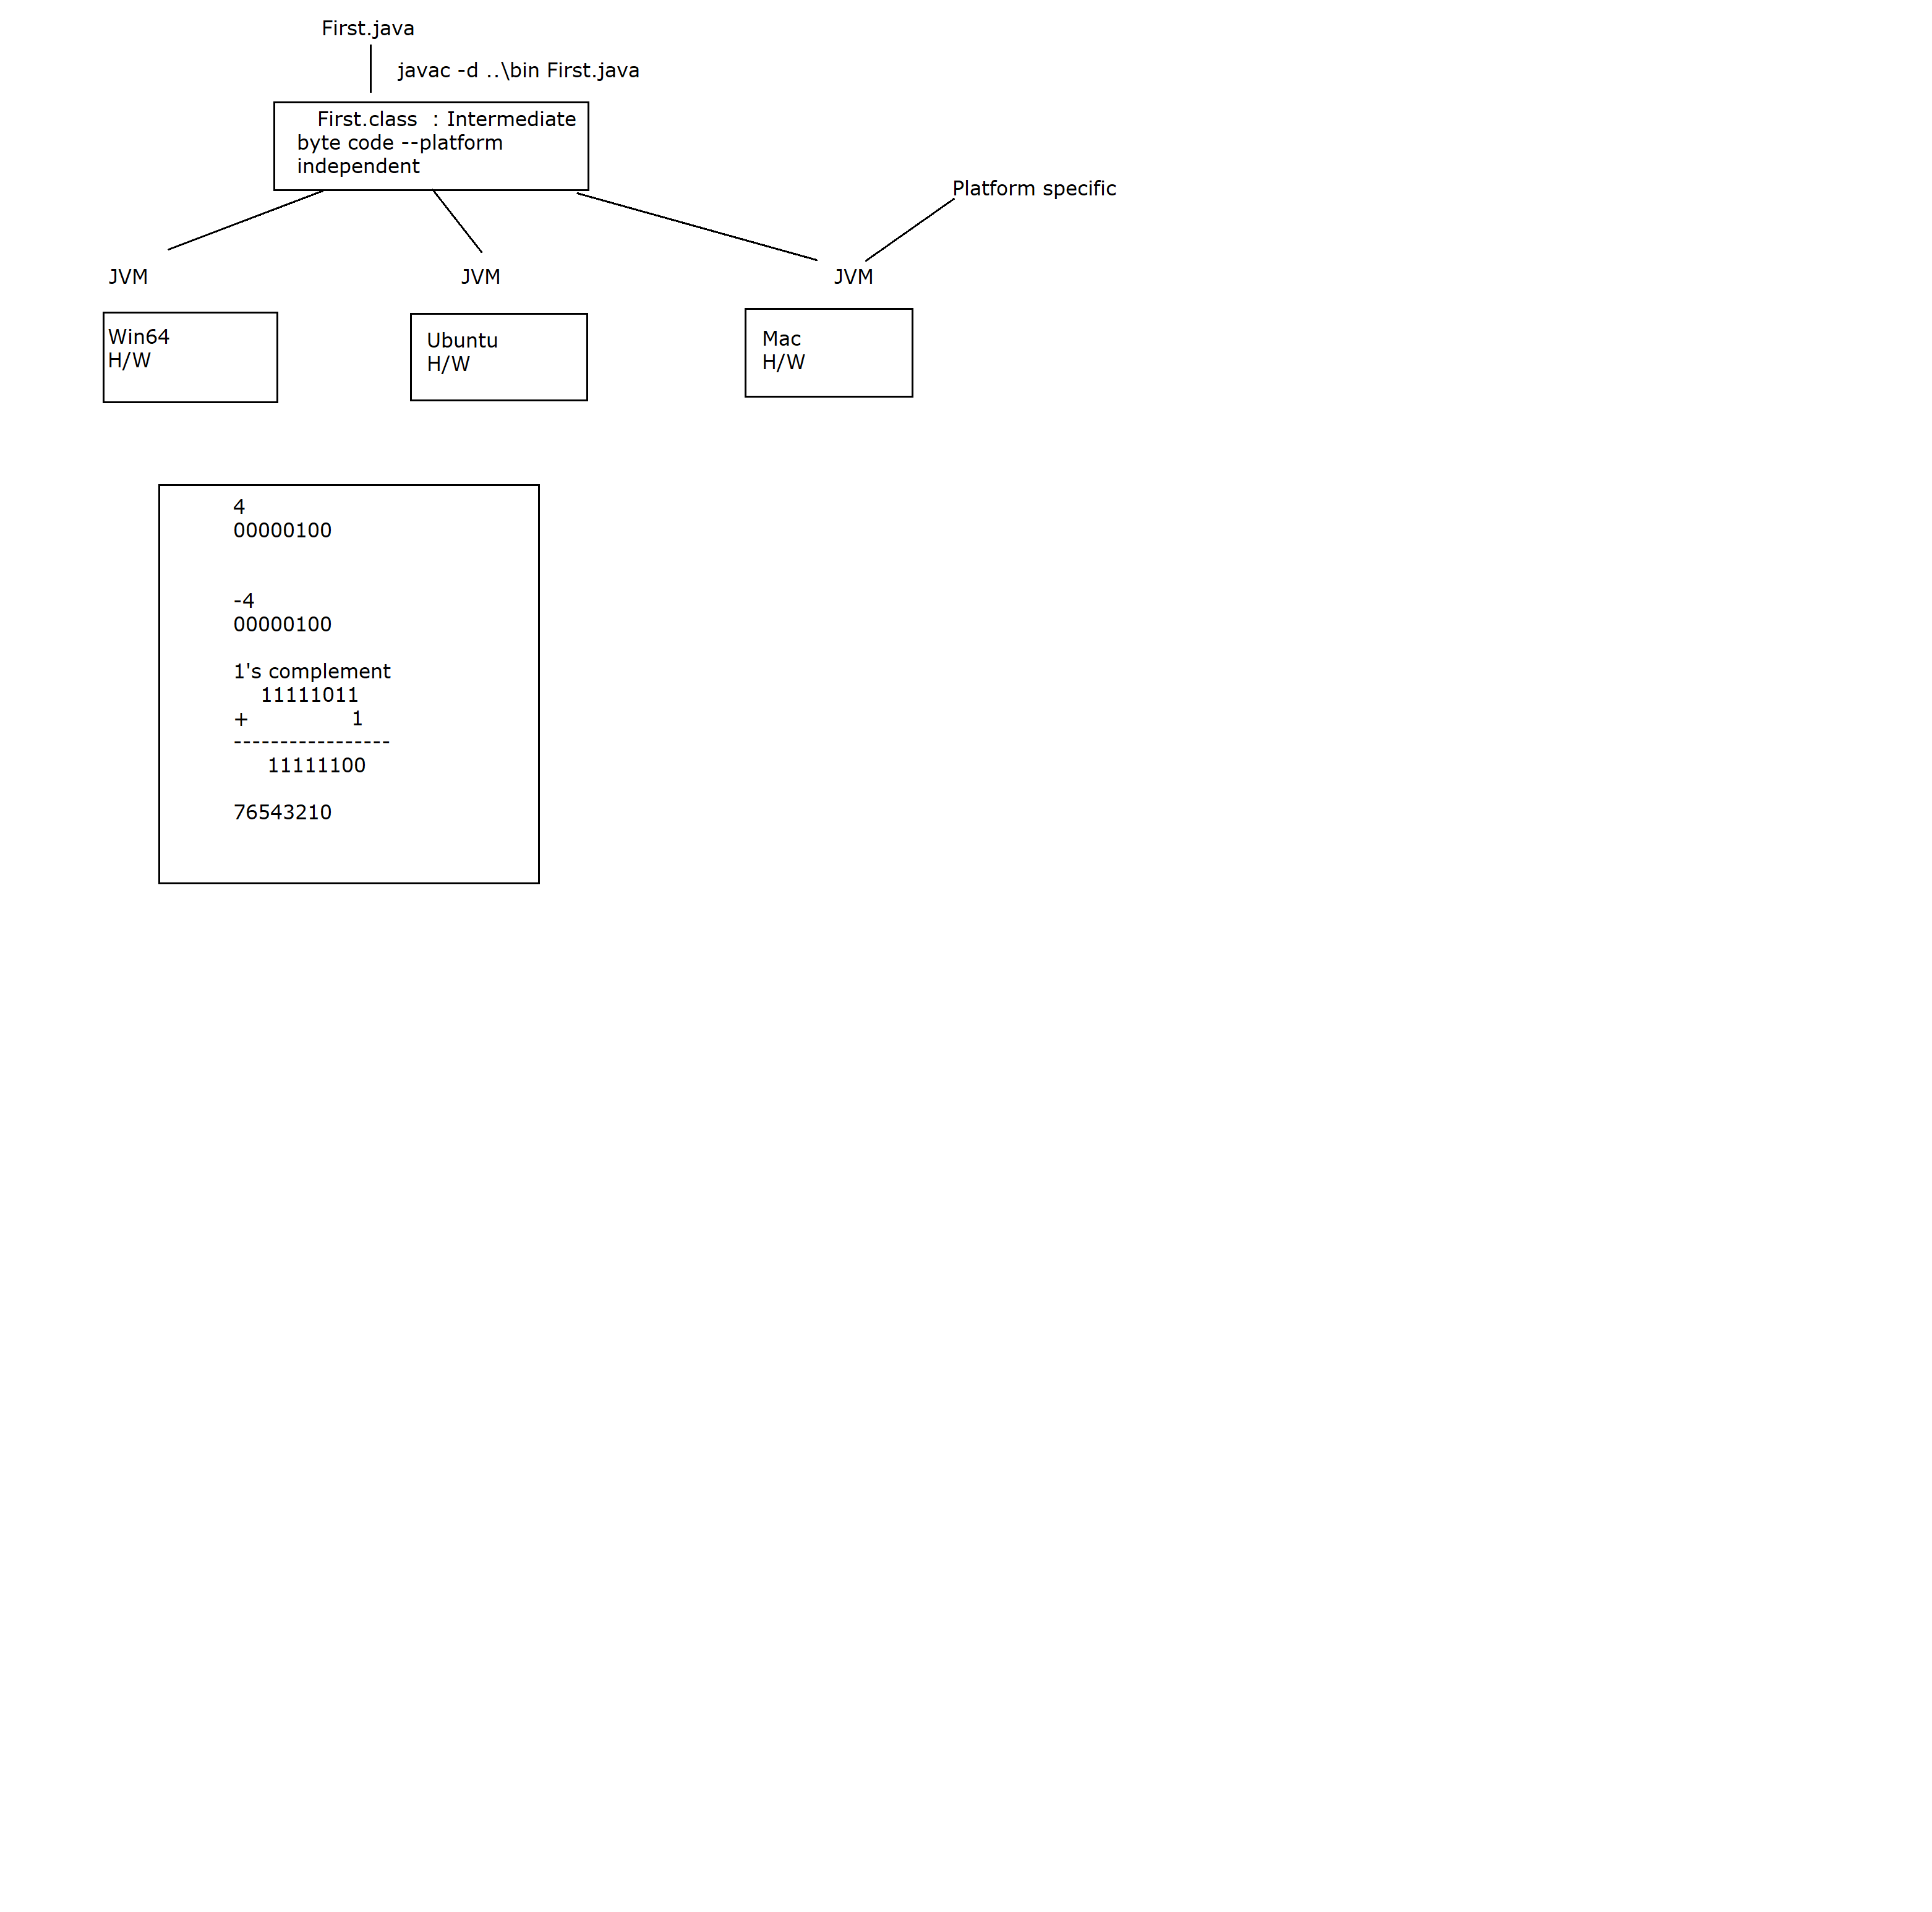 First.java
javac -d ..\bin First.java
First.class  : Intermediate
byte code --platform
independent
Platform specific
JVM
JVM
JVM
Win64
H/W
Ubuntu
H/W
Mac
H/W
4
00000100
-4
00000100
1's complement
11111011
+ 1
-----------------
11111100
76543210